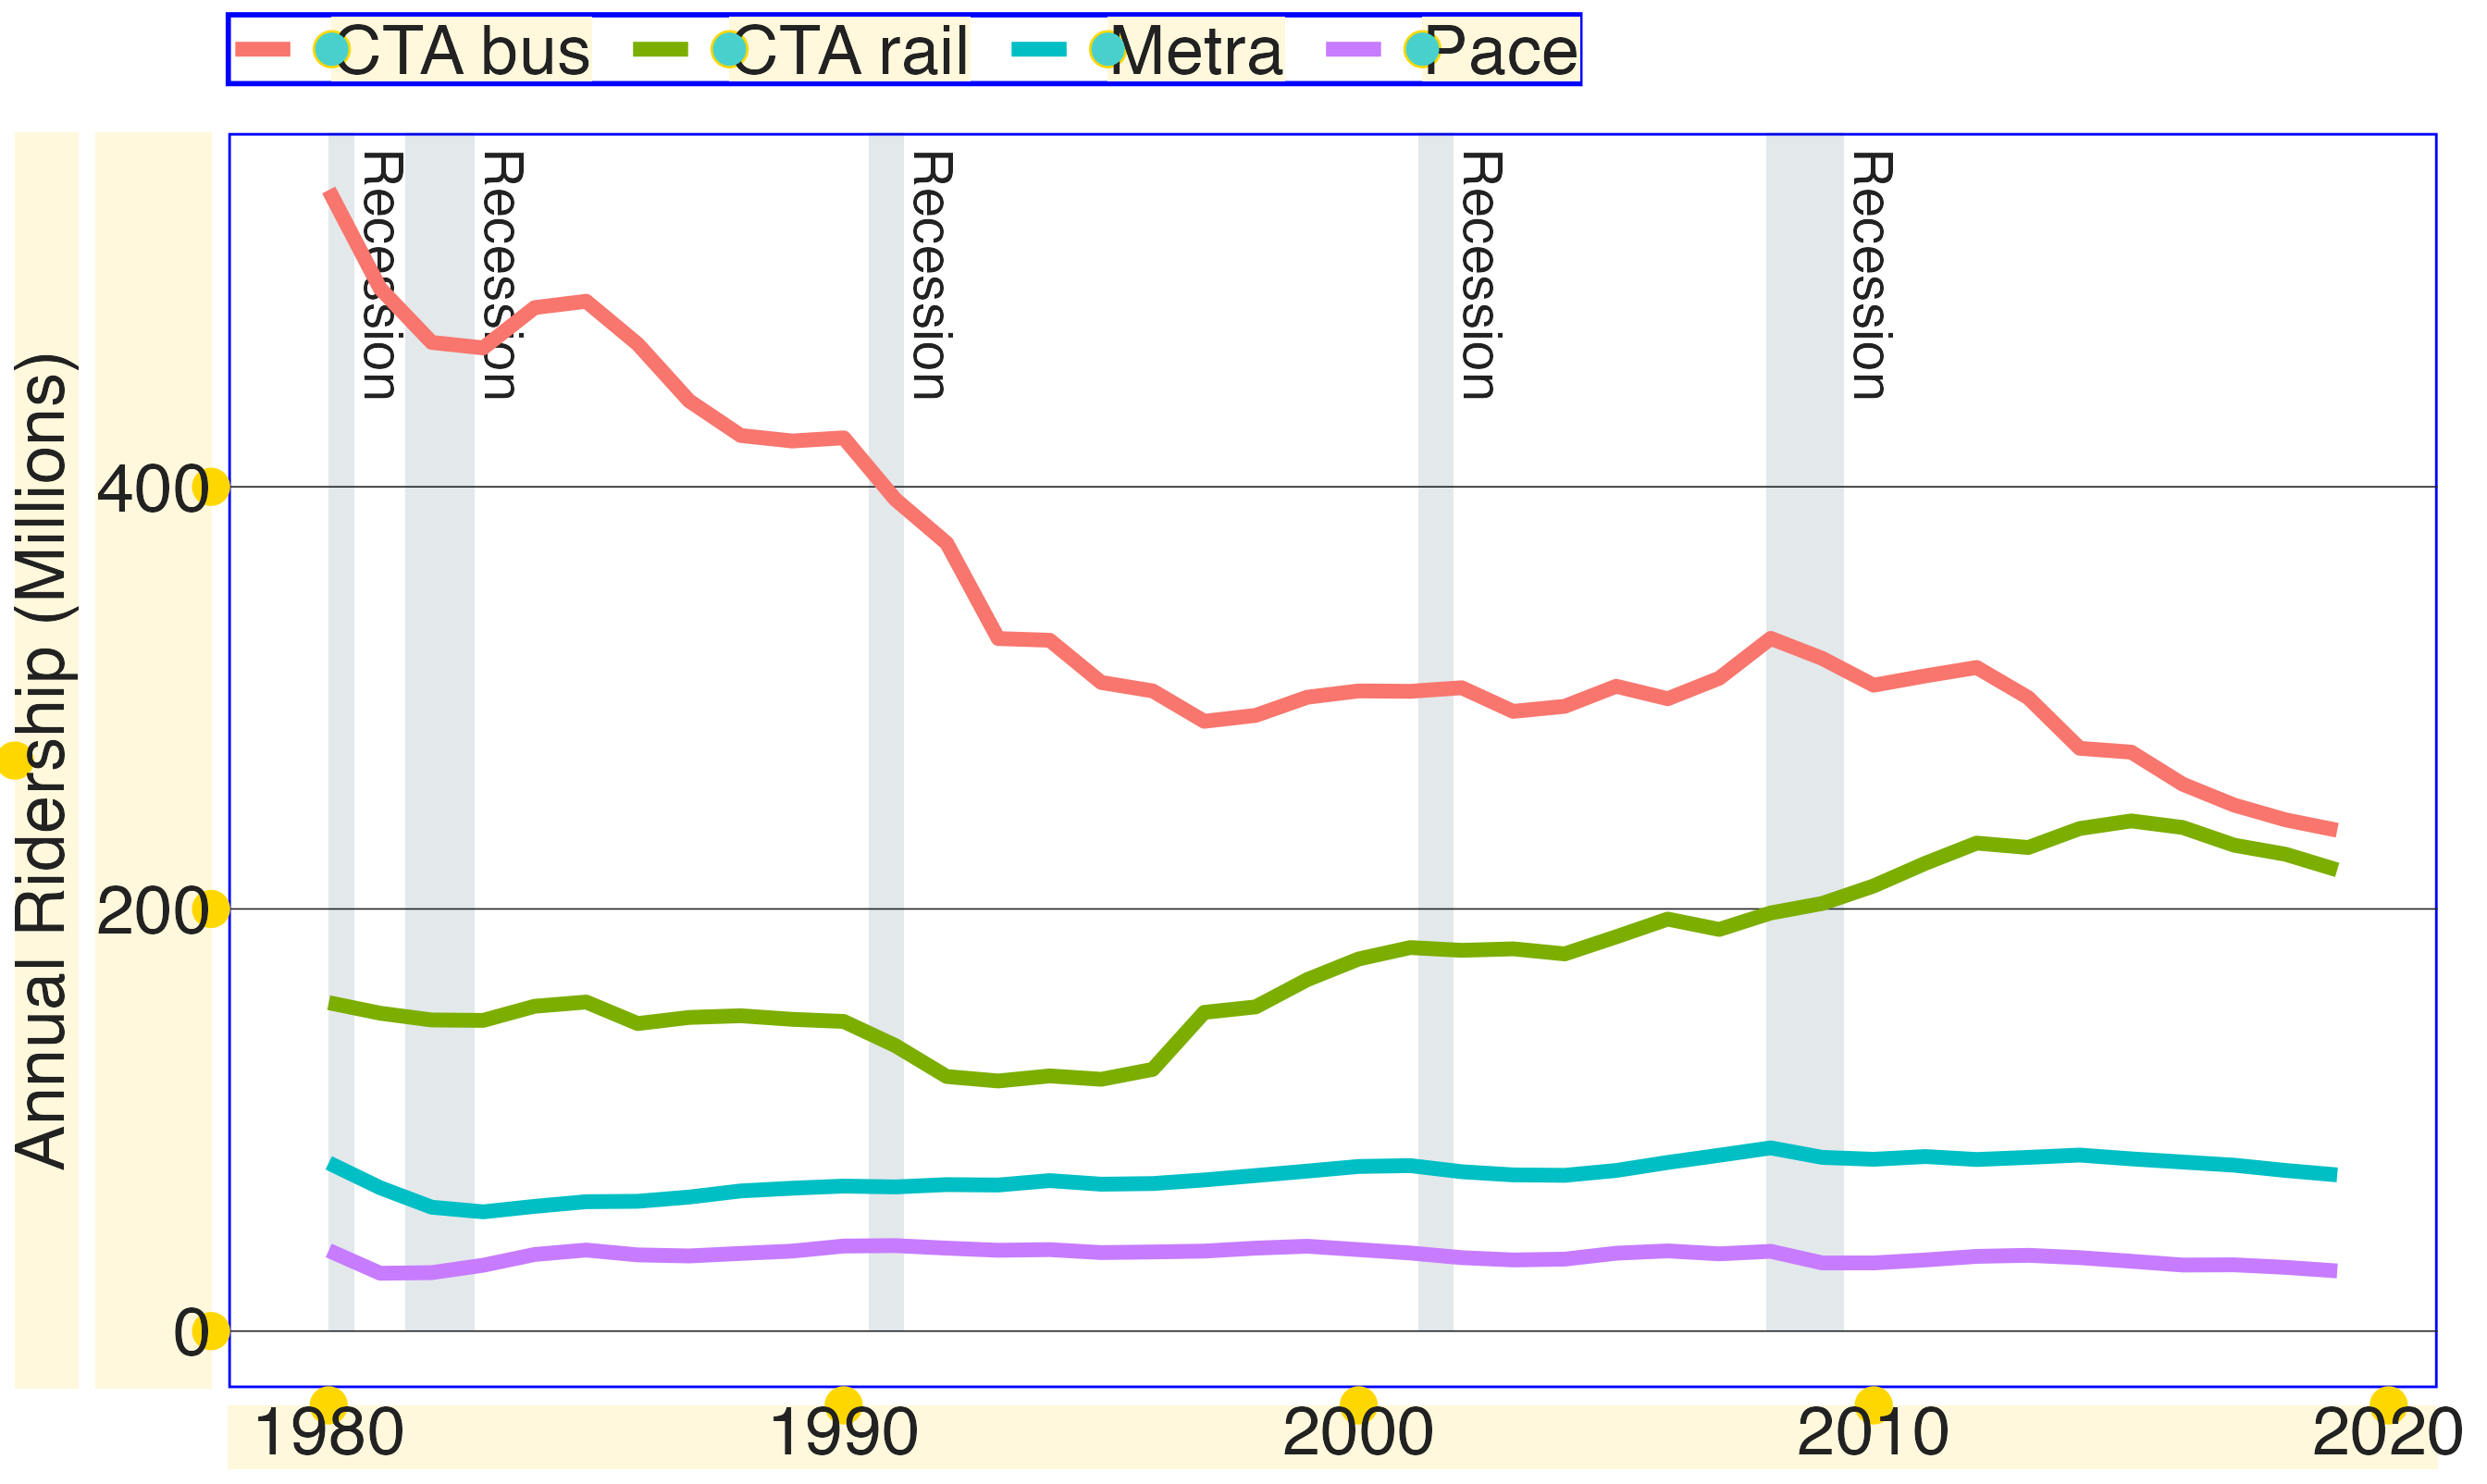 CTA bus CTA rail Metra Pace
Annual Ridership (Millions)
Recession
Recession
Recession
Recession
Recession
400
200
0
1980 1990 2000 2010 2020